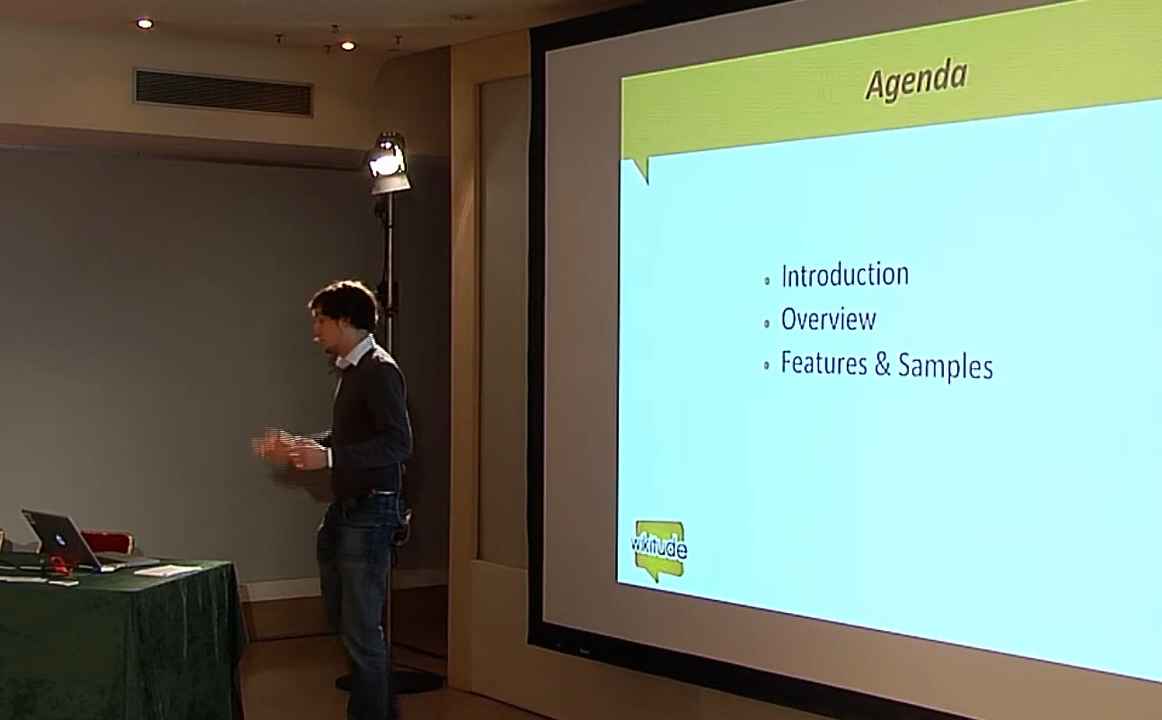 Agenda
Introduction
Overview
Features & Samples
wikitude